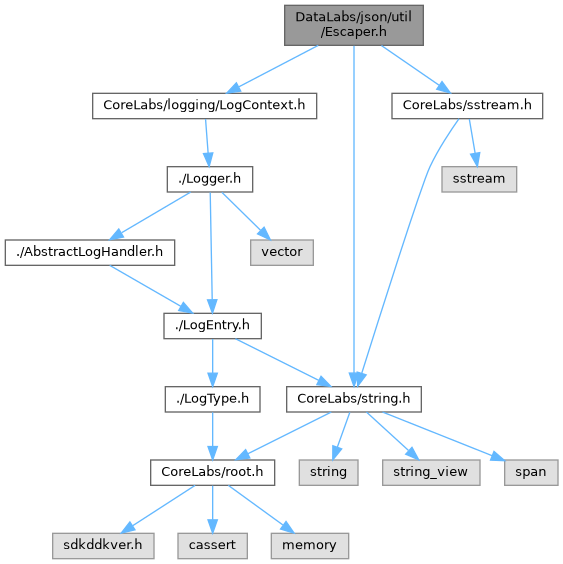 DataLabs/json/util
/Escaper.h
CoreLabs/logging/LogContext.h
CoreLabs/sstream.h
./Logger.h
sstream
./AbstractLogHandler.h
vector
./LogEntry.h
./LogType.h
CoreLabs/string.h
CoreLabs/root.h
string
string_view
span
sdkddkver.h
cassert
memory